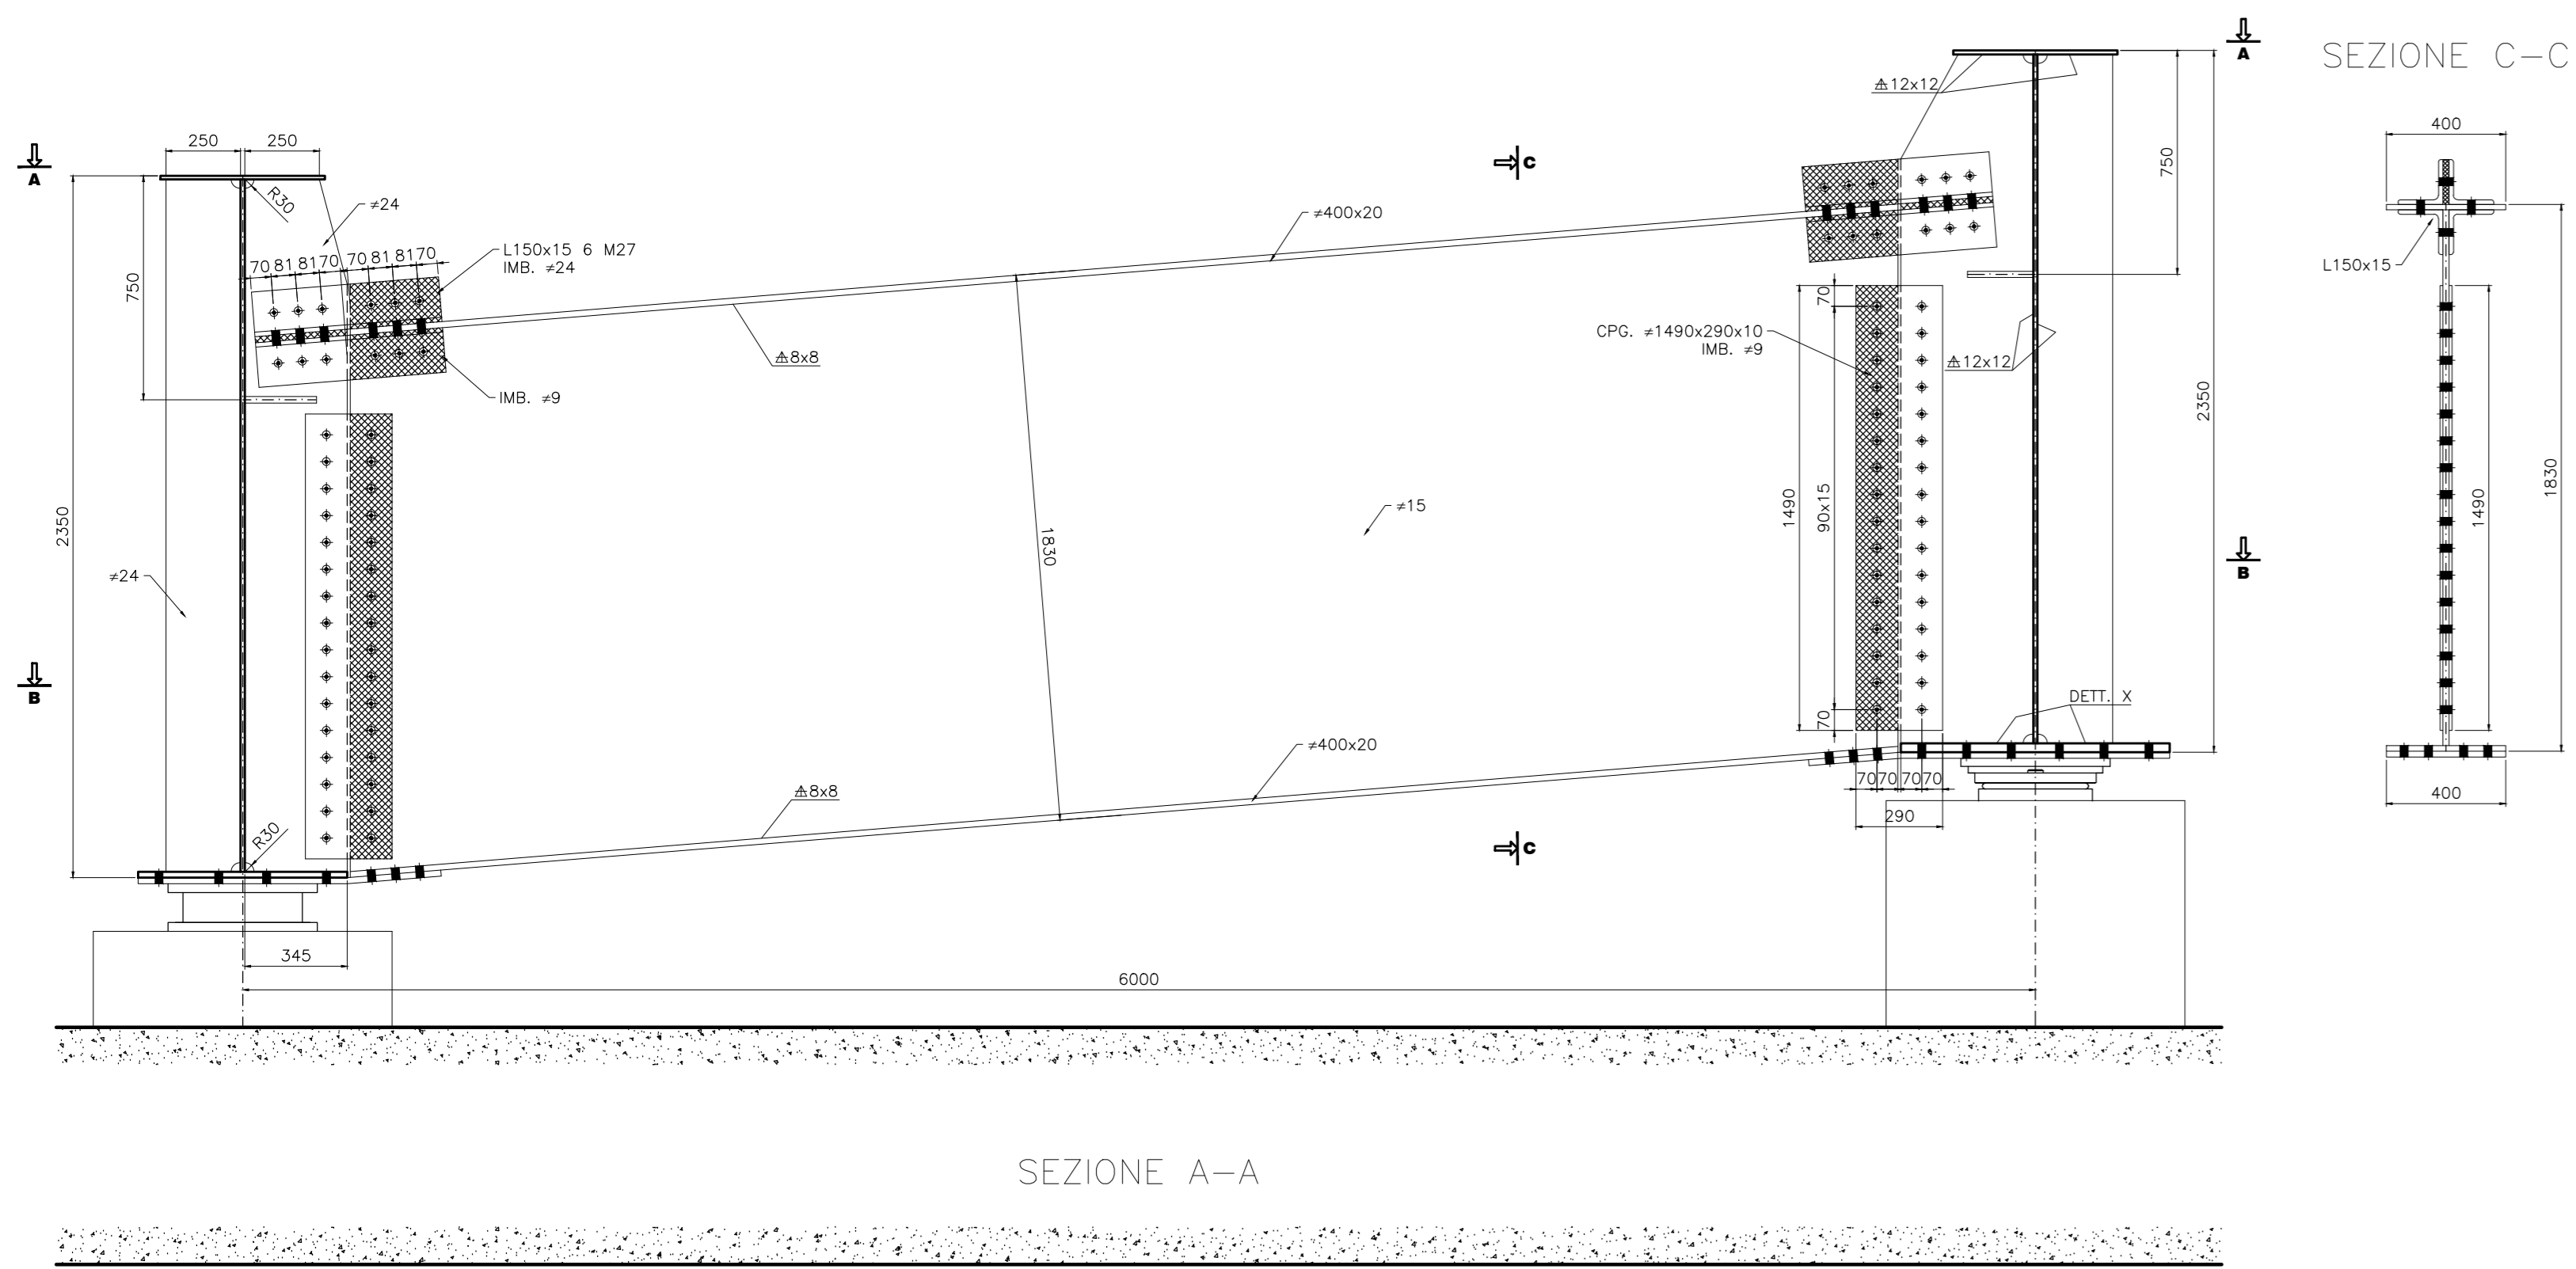 A
SEZIONE C-C
≙12x12
400
250
250
A
750
R30
≠24
C
≠400x20
L150x15 6 M27
IMB. ≠24
70 81 81 70 70 81 81 70
L150x15
750
70
CPG. ≠1490x290x10
IMB. ≠9
≙8x8
≙12x12
IMB. ≠9
2350
1490
90x15
1490
1830
2350
≠15
1830
B
≠24
B
DETT. X
70
≠400x20
70 70 70 70
≙8x8
400
290
R30
C
345
6000
SEZIONE A-A